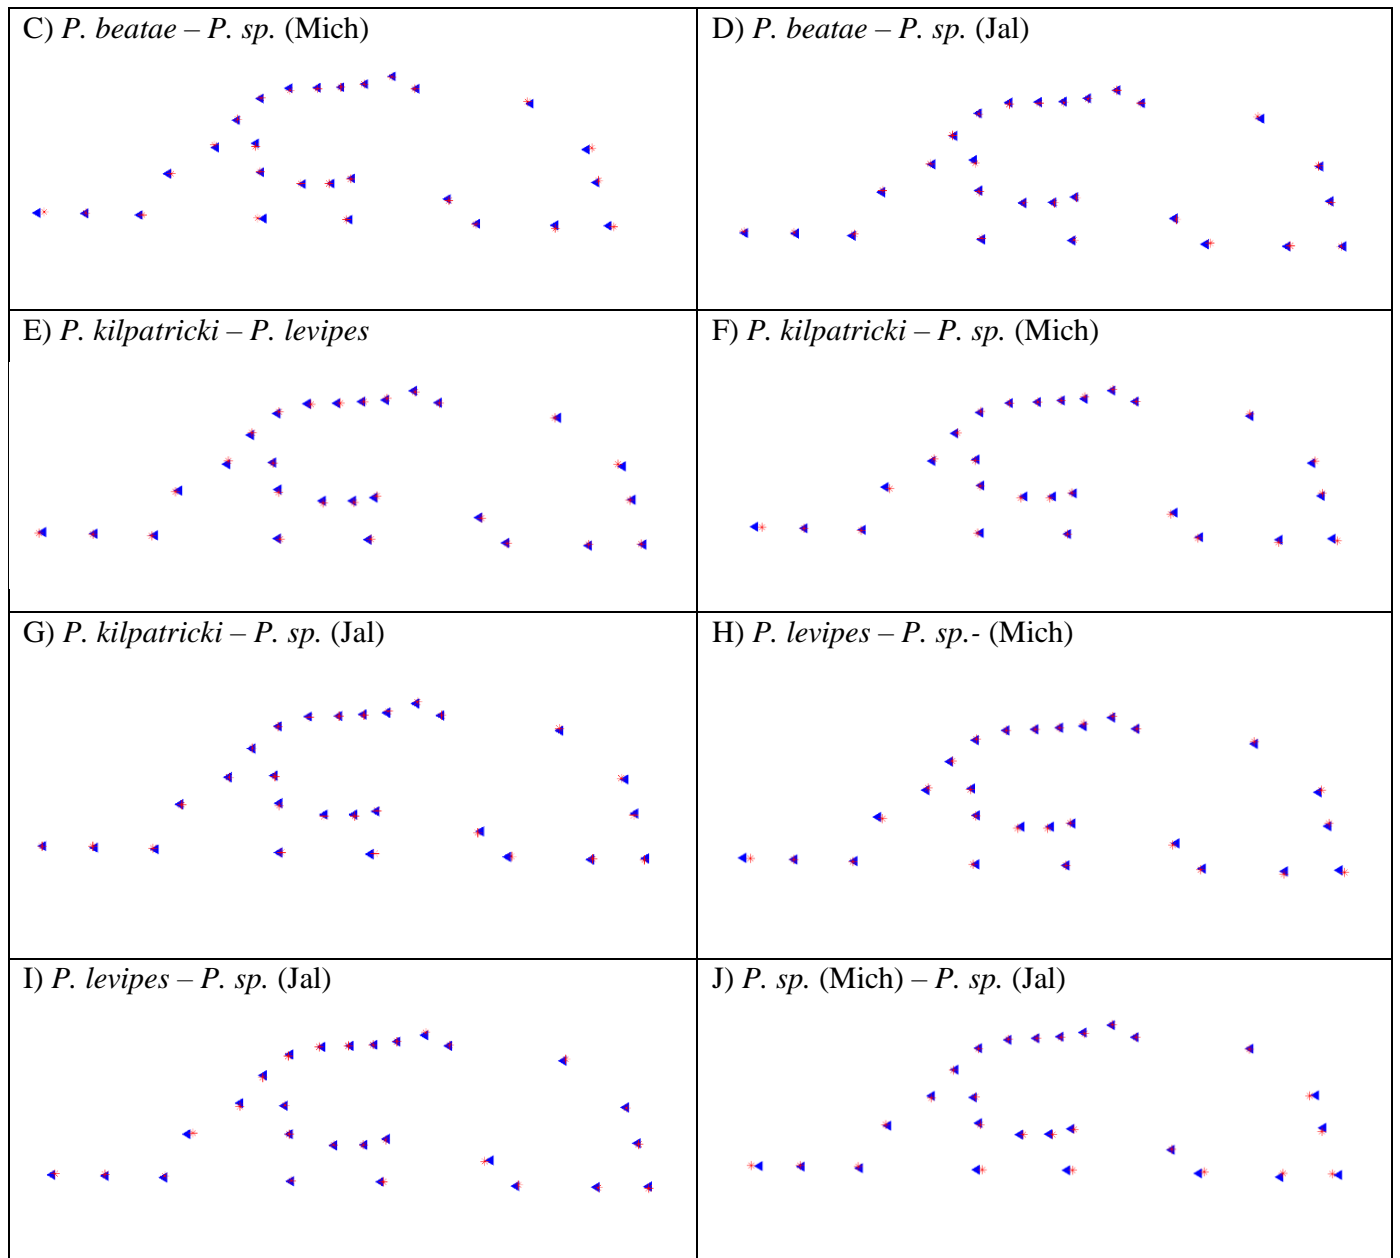 C) P. beatae – P. sp. (Mich)
D) P. beatae – P. sp. (Jal)
E) P. kilpatricki – P. levipes
F) P. kilpatricki – P. sp. (Mich)
G) P. kilpatricki – P. sp. (Jal)
H) P. levipes – P. sp.- (Mich)
I) P. levipes – P. sp. (Jal)
J) P. sp. (Mich) – P. sp. (Jal)